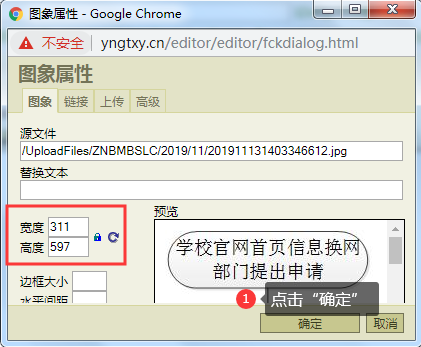 图象属性 - Google Chrome
不安全 | yngtxy.cn/editor/editor/fckdialog.html
图象属性
图象 链接 上传 高级
源文件
/UploadFiles/ZNBMBSLC/2019/11/201911131403346612.jpg
替换文本
宽度 311
高度 597
预览
学校官网首页信息换网
部门提出申请
边框大小
水平间距
1 点击“确定”
确定 取消